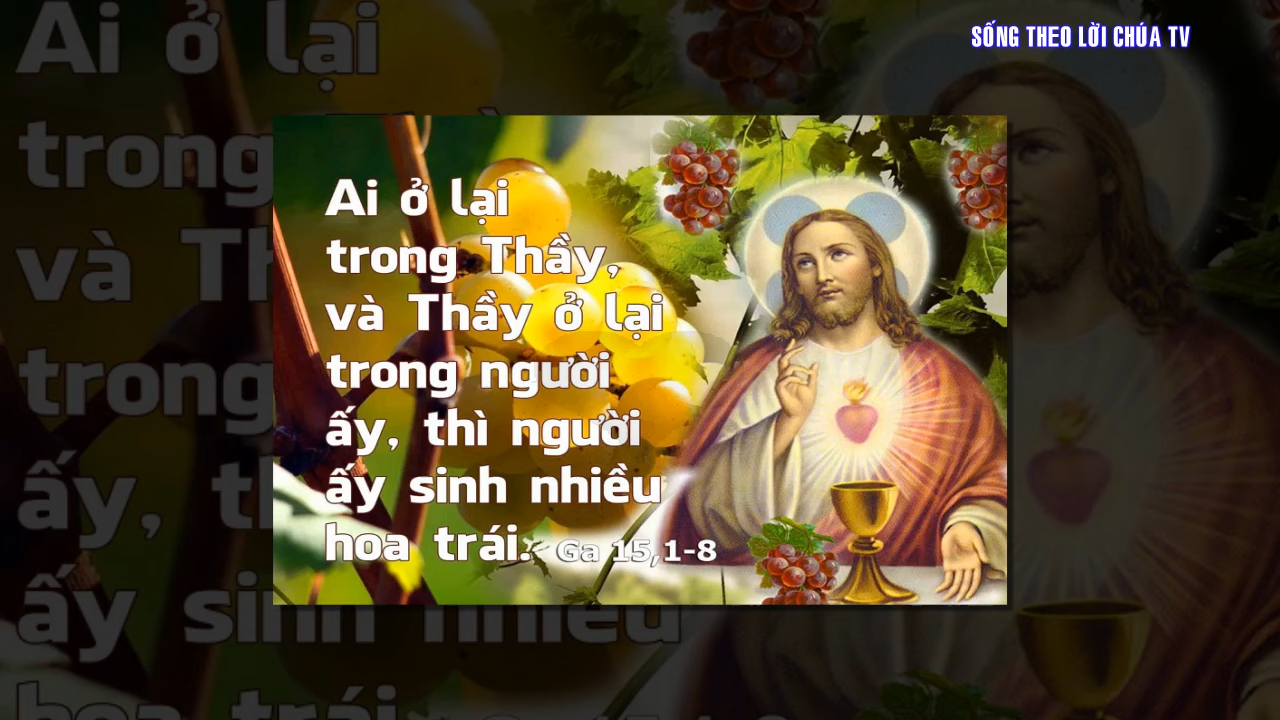 SỐNG THEO LỜI CHÚA TV
Ai ở lại
trong Thầy,
và Thầy ở lại
trong người
ấy, thì người
ấy sinh nhiều
hoa trái. Ga 15,1-8